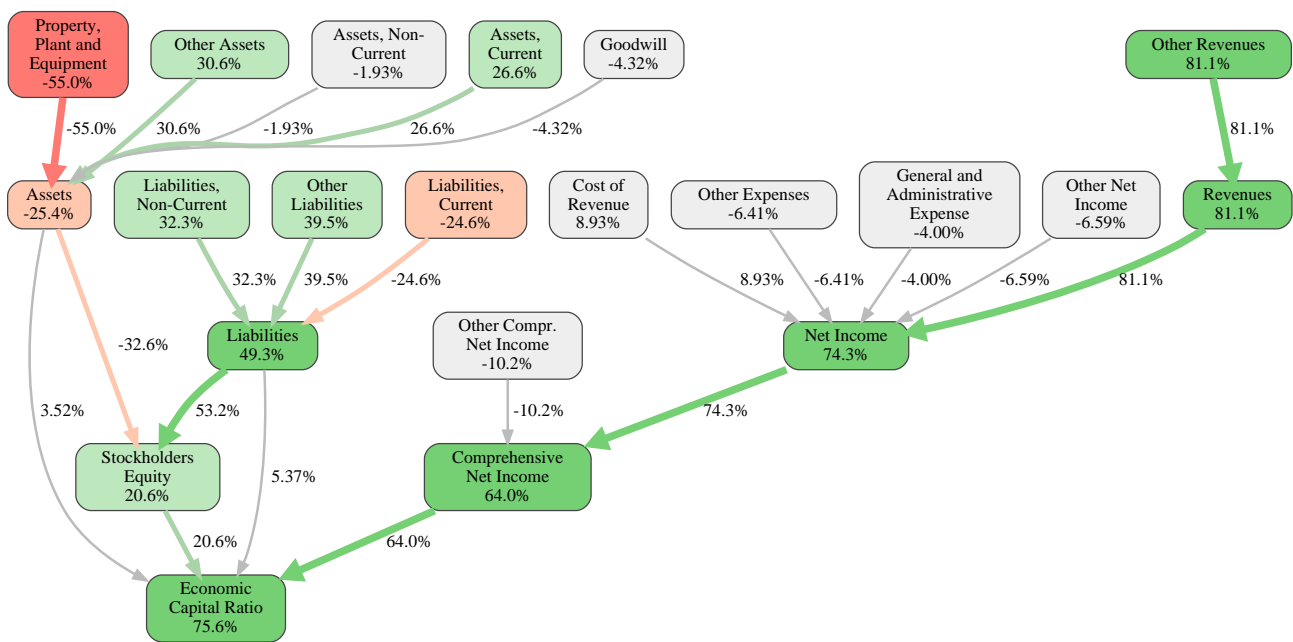 Property,
Plant and
Equipment
-55.0%
Other Assets
30.6%
Assets, Non-
Current
-1.93%
Assets,
Current
26.6%
Goodwill
-4.32%
Other Revenues
81.1%
-55.0%
30.6%
-1.93%
26.6%
-4.32%
81.1%
Assets
-25.4%
Liabilities,
Non-Current
32.3%
Other
Liabilities
39.5%
Liabilities,
Current
-24.6%
Cost of
Revenue
8.93%
Other Expenses
-6.41%
General and
Administrative
Expense
-4.00%
Other Net
Income
-6.59%
Revenues
81.1%
32.3%
39.5%
-24.6%
8.93%
-6.41%
-4.00%
-6.59%
81.1%
Liabilities
49.3%
Other Compr.
Net Income
-10.2%
Net Income
74.3%
-32.6%
3.52%
53.2%
-10.2%
74.3%
Stockholders
Equity
20.6%
5.37%
Comprehensive
Net Income
64.0%
20.6%
64.0%
Economic
Capital Ratio
75.6%